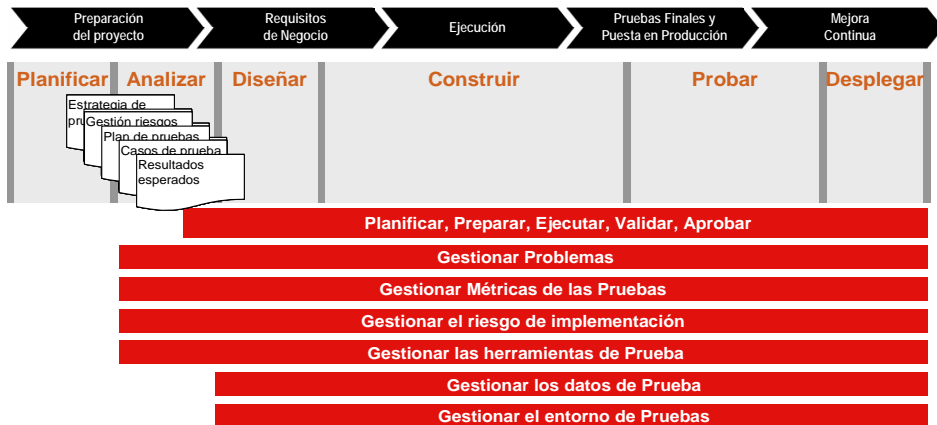 Preparación
del proyecto
Requisitos
de Negocio
Ejecución
Pruebas Finales y
Puesta en Producción
Mejora
Continua
Planificar
Analizar
Diseñar
Construir
Probar
Desplegar
Estrategia de
pru
Gestión riesgos
Plan de pruebas
Casos de prueba
Resultados
esperados
Planificar, Preparar, Ejecutar, Validar, Aprobar
Gestionar Problemas
Gestionar Métricas de las Pruebas
Gestionar el riesgo de implementación
Gestionar las herramientas de Prueba
Gestionar los datos de Prueba
Gestionar el entorno de Pruebas